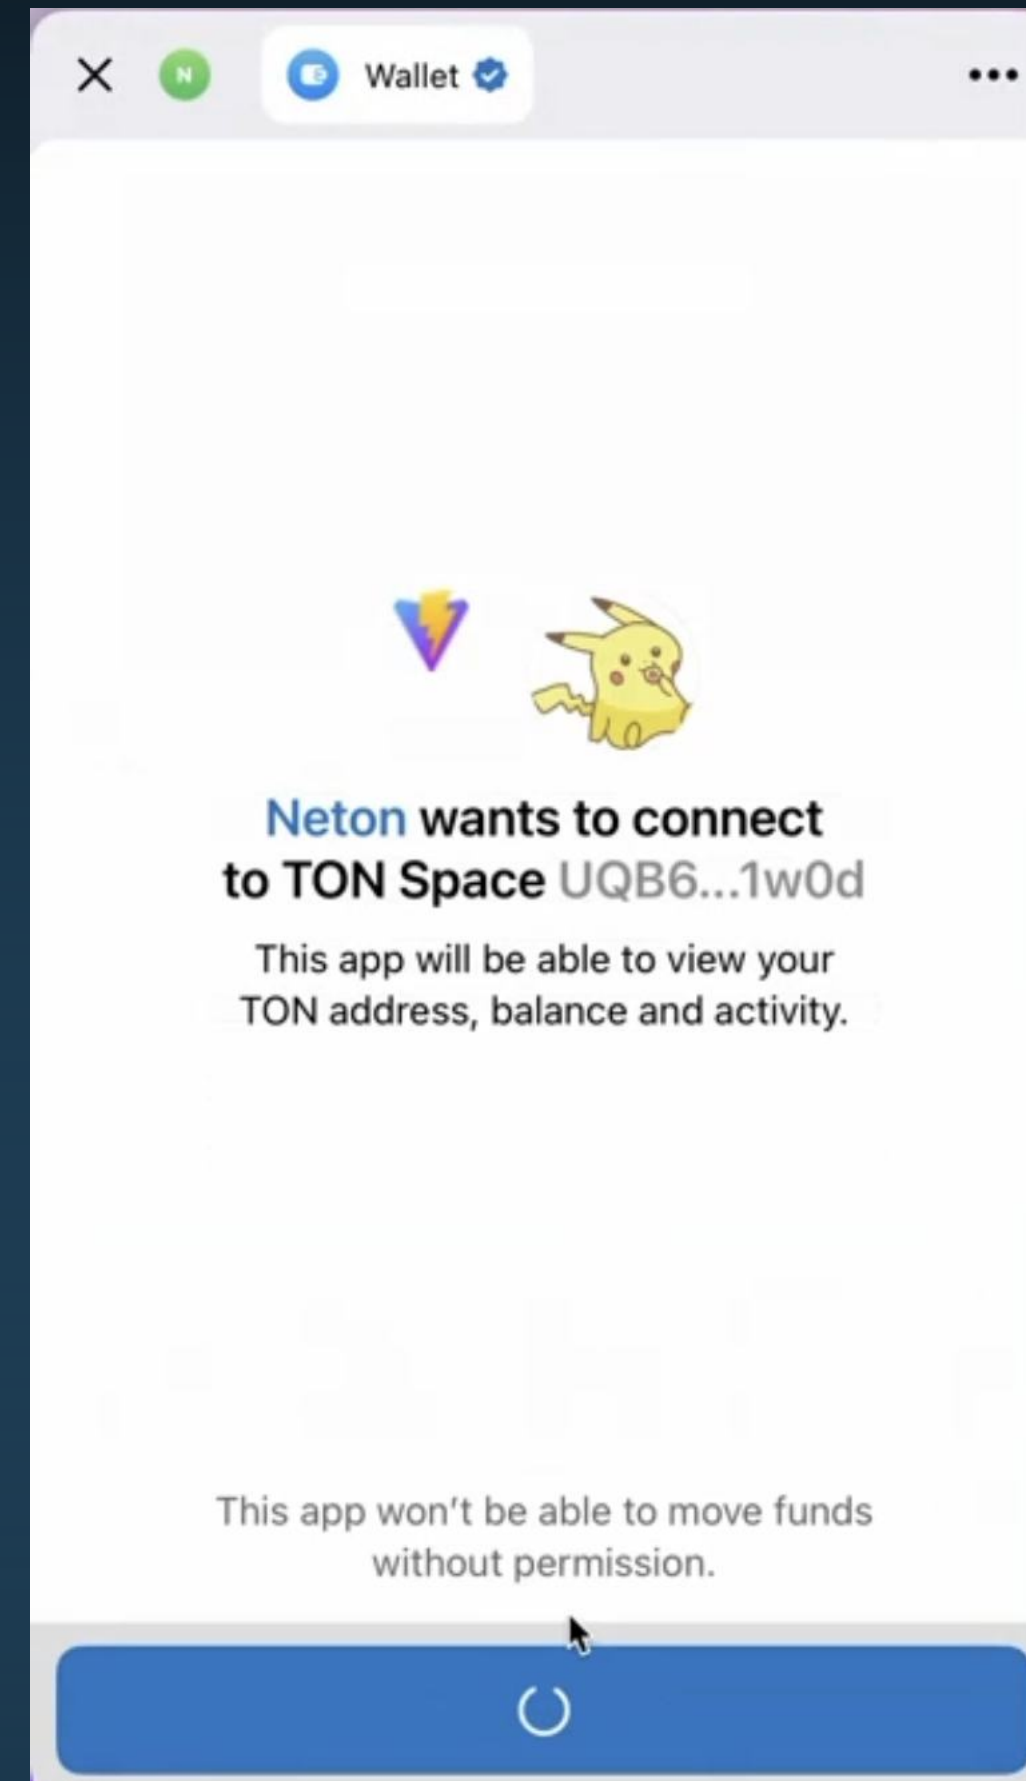 N
Wallet
Neton wants to connect
to TON Space UQB6...1w0d
This app will be able to view your
TON address, balance and activity.
This app won't be able to move funds
without permission.